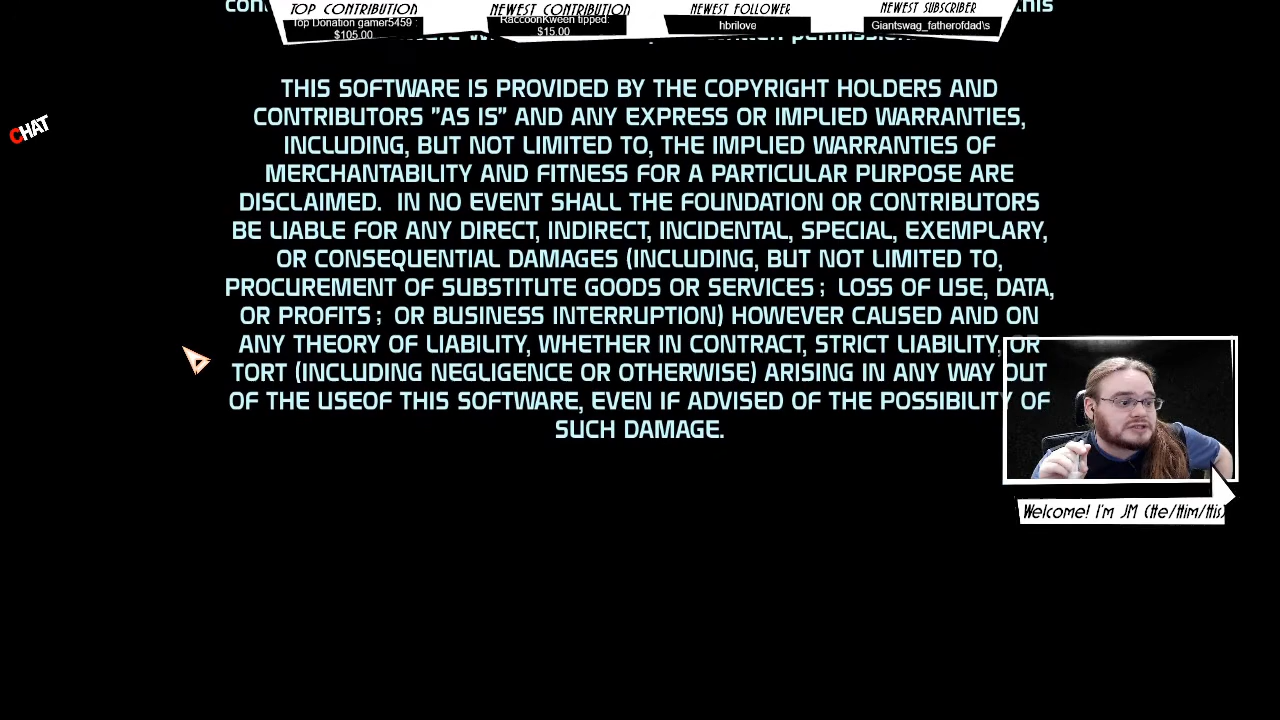 TOP CONTRIBUTION
Top Donation gamer5459 :
$105.00
NEWEST CONTRIBUTION
RaccoonKween tipped:
$15.00
NEWEST FOLLOWER
hbrilove
NEWEST SUBSCRIBER
Giantswag_fatherofdad\s
THIS SOFTWARE IS PROVIDED BY THE COPYRIGHT HOLDERS AND
CONTRIBUTORS "AS IS" AND ANY EXPRESS OR IMPLIED WARRANTIES,
INCLUDING, BUT NOT LIMITED TO, THE IMPLIED WARRANTIES OF
MERCHANTABILITY AND FITNESS FOR A PARTICULAR PURPOSE ARE
DISCLAIMED. IN NO EVENT SHALL THE FOUNDATION OR CONTRIBUTORS
BE LIABLE FOR ANY DIRECT, INDIRECT, INCIDENTAL, SPECIAL, EXEMPLARY,
OR CONSEQUENTIAL DAMAGES (INCLUDING, BUT NOT LIMITED TO,
PROCUREMENT OF SUBSTITUTE GOODS OR SERVICES; LOSS OF USE, DATA,
OR PROFITS; OR BUSINESS INTERRUPTION) HOWEVER CAUSED AND ON
ANY THEORY OF LIABILITY, WHETHER IN CONTRACT, STRICT LIABILITY, OR
TORT (INCLUDING NEGLIGENCE OR OTHERWISE) ARISING IN ANY WAY OUT
OF THE USEOF THIS SOFTWARE, EVEN IF ADVISED OF THE POSSIBILITY OF
SUCH DAMAGE.
CHAT
Welcome! I'm JM (He/Him/His)